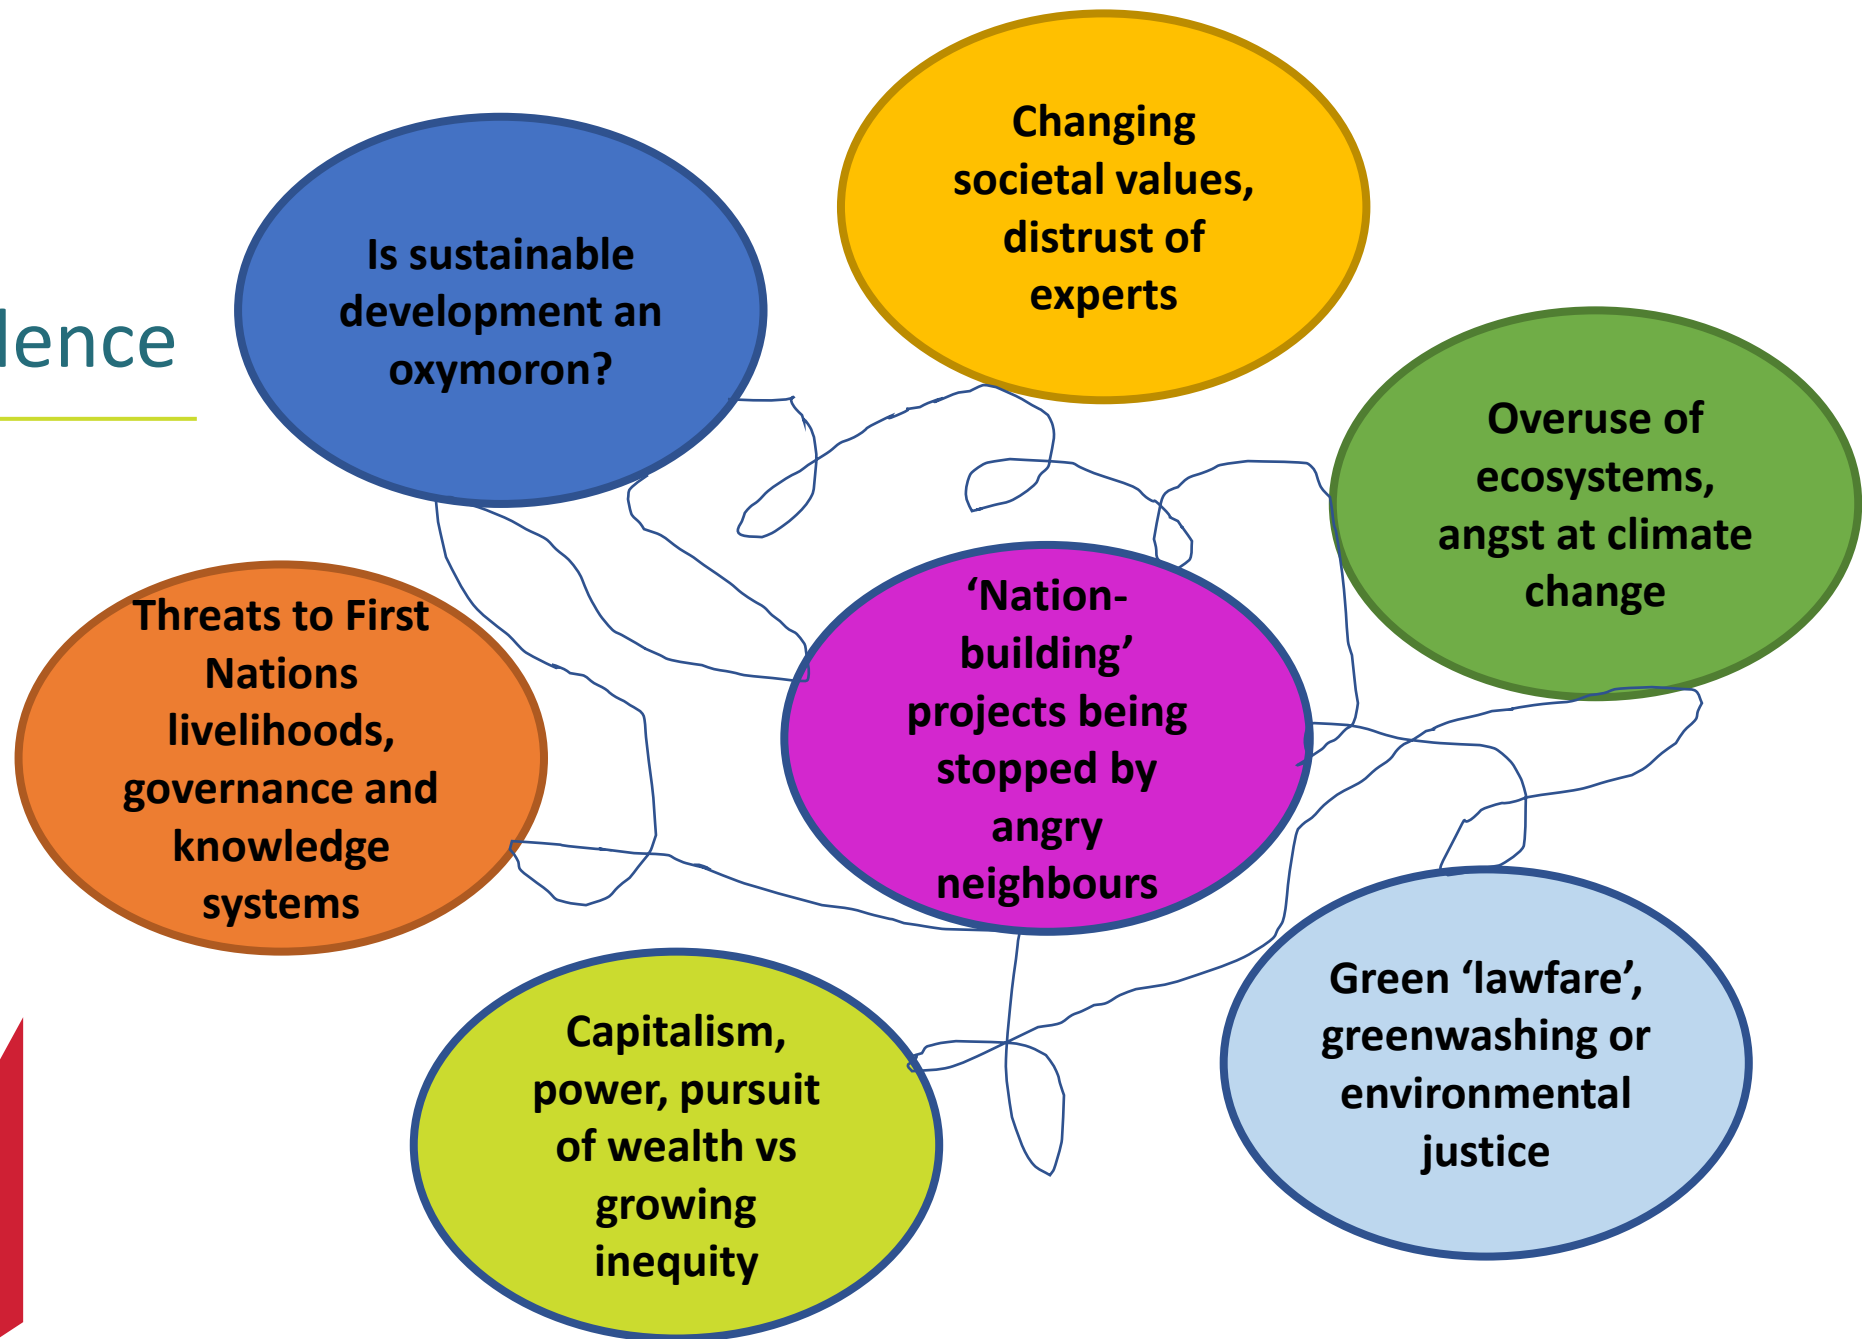 Changing
societal values,
distrust of
experts
Is sustainable
development an
oxymoron?
Overuse of
ecosystems,
angst at climate
change
‘Nation-
building’
projects being
stopped by
angry
neighbours
Threats to First
Nations
livelihoods,
governance and
knowledge
systems
Green ‘lawfare’,
greenwashing or
environmental
justice
Capitalism,
power, pursuit
of wealth vs
growing
inequity